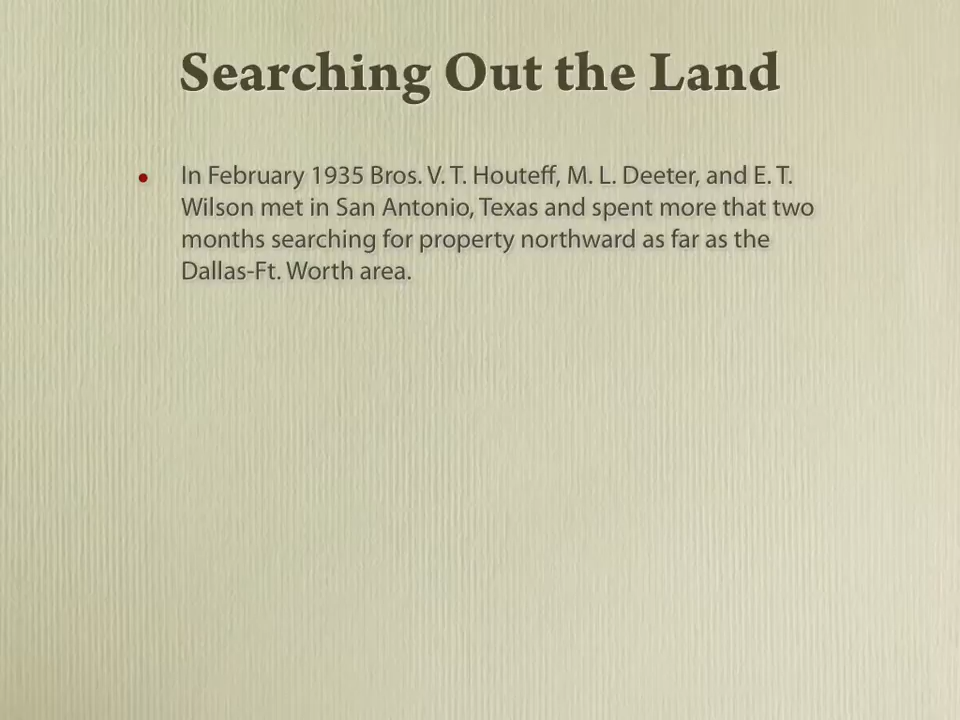 Searching Out the Land
• In February 1935 Bros. V. T. Houteff, M. L. Deeter, and E. T.
Wilson met in San Antonio, Texas and spent more that two
months searching for property northward as far as the
Dallas-Ft. Worth area.